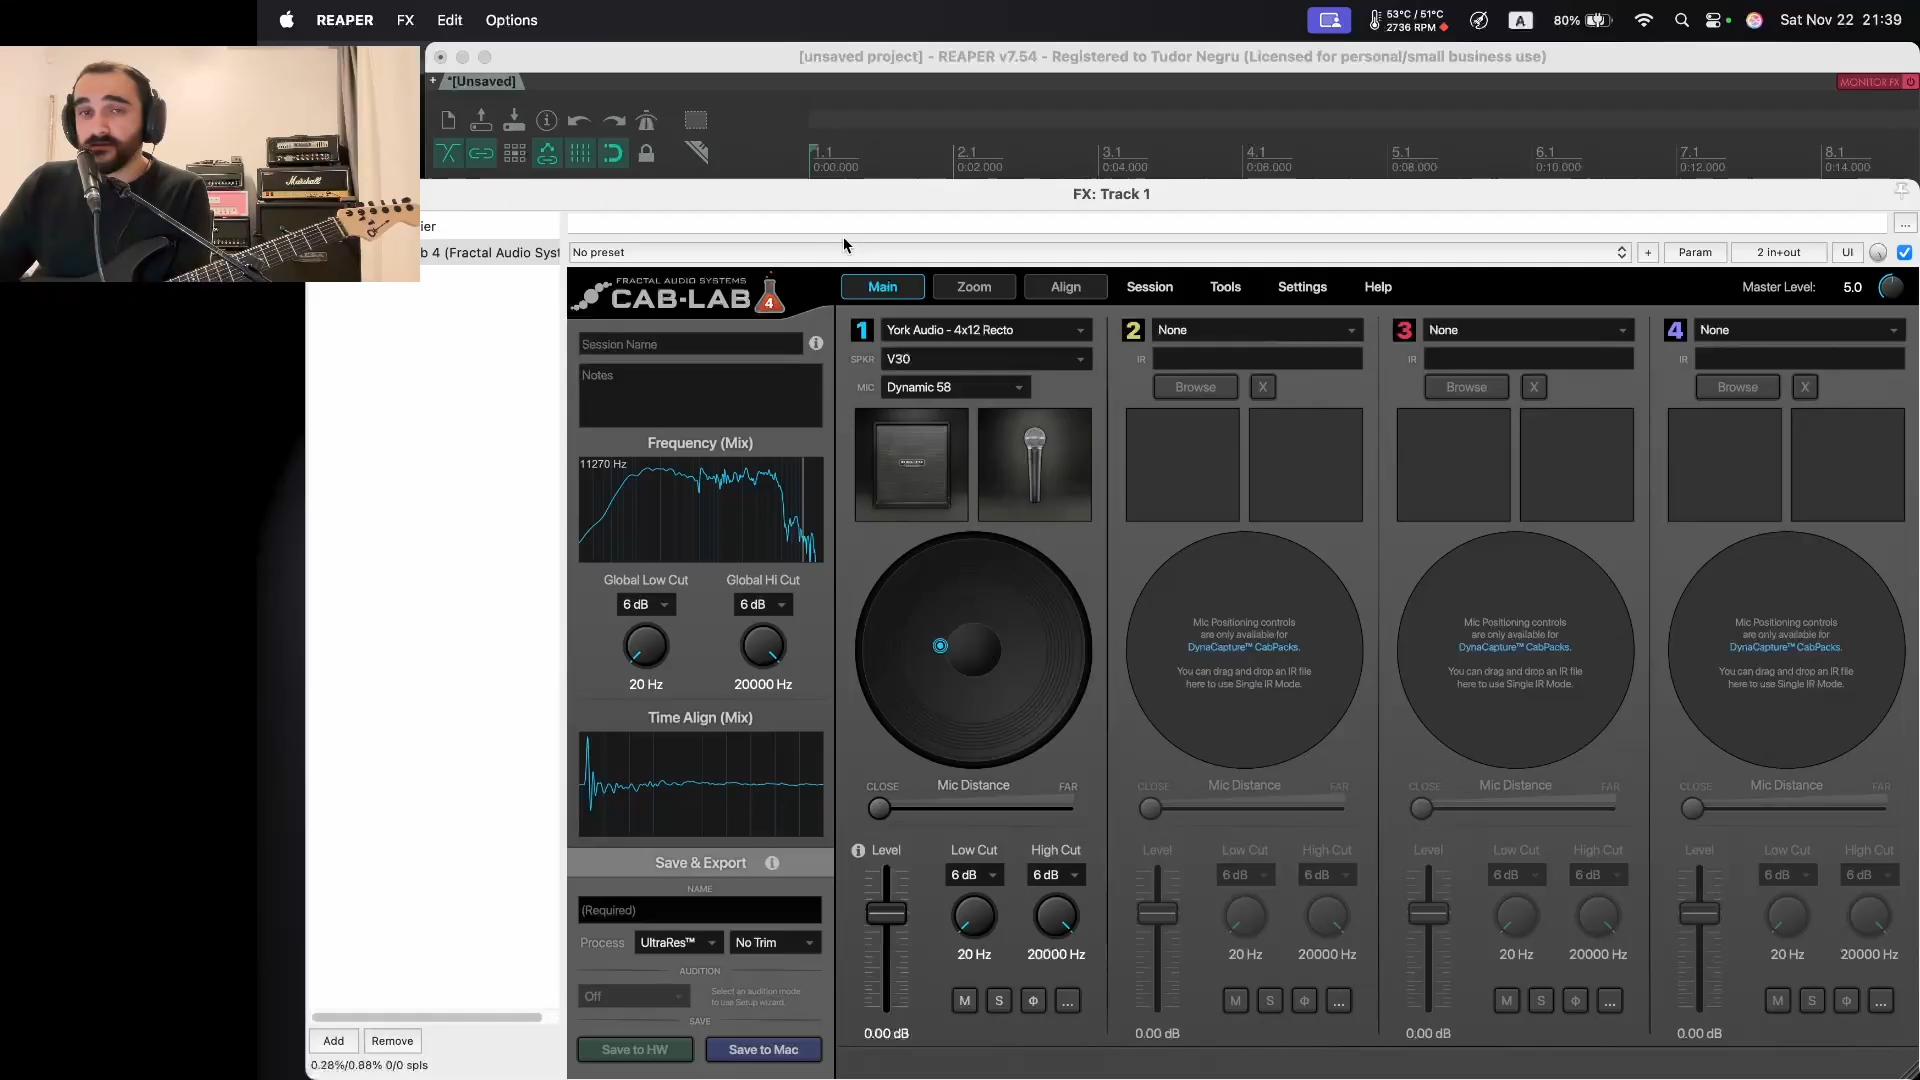 REAPER FX Edit Options
53°C / 51°C
2736 RPM
A
80%
Sat Nov 22 21:39
[unsaved project] - REAPER v7.54 - Registered to Tudor Negru (Licensed for personal/small business use)
+ *[Unsaved]
MONITOR FX
1.1 2.1 3.1 4.1 5.1 6.1 7.1 8.1
0:00.000 0:02.000 0:04.000 0:06.000 0:08.000 0:10.000 0:12.000 0:14.000
Marshall
FX: Track 1
ier
...
b 4 (Fractal Audio Syst
No preset
+
Param
2 in+out
UI
FRACTAL AUDIO SYSTEMS
CAB-LAB 4
Main Zoom Align Session Tools Settings Help
Master Level: 5.0
Session Name
Notes
Frequency (Mix)
11270 Hz
Global Low Cut Global Hi Cut
6 dB 6 dB
20 Hz 20000 Hz
Time Align (Mix)
Save & Export
NAME
(Required)
Process UltraRes™ No Trim
AUDITION
Off
Select an audition mode
to use Setup wizard.
SAVE
Save to HW Save to Mac
1 York Audio - 4x12 Recto
SPKR V30
MIC Dynamic 58
CLOSE Mic Distance FAR
Level Low Cut High Cut
6 dB 6 dB
20 Hz 20000 Hz
M S Φ ...
0.00 dB
2 None
IR
Browse X
Mic Positioning controls
are only available for
DynaCapture™ CabPacks.
You can drag and drop an IR file
here to use Single IR Mode.
CLOSE Mic Distance FAR
Level Low Cut High Cut
6 dB 6 dB
20 Hz 20000 Hz
M S Φ ...
0.00 dB
3 None
IR
Browse X
Mic Positioning controls
are only available for
DynaCapture™ CabPacks.
You can drag and drop an IR file
here to use Single IR Mode.
CLOSE Mic Distance FAR
Level Low Cut High Cut
6 dB 6 dB
20 Hz 20000 Hz
M S Φ ...
0.00 dB
4 None
IR
Browse X
Mic Positioning controls
are only available for
DynaCapture™ CabPacks.
You can drag and drop an IR file
here to use Single IR Mode.
CLOSE Mic Distance FAR
Level Low Cut High Cut
6 dB 6 dB
20 Hz 20000 Hz
M S Φ ...
0.00 dB
Add Remove
0.28%/0.88% 0/0 spls